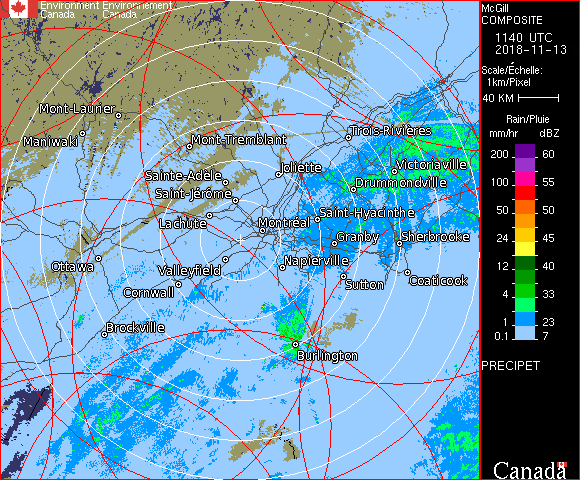 Environment Environnement
Canada Canada
McGill
COMPOSITE
1140 UTC
2018-11-13
Scale/Échelle:
1km/Pixel
40 KM
Rain/Pluie
mm/hr dBZ
200 60
100 55
50 50
24 45
12 40
4 33
1 23
0.1 7
PRECIPET
Mont-Laurier
Maniwaki
Mont-Tremblant
Trois-Rivières
Sainte-Adèle
Joliette
Victoriaville
Saint-Jérôme
Drummondville
Lachute
Montréal
Saint-Hyacinthe
Granby
Sherbrooke
Ottawa
Valleyfield
Napierville
Cornwall
Sutton
Coaticook
Brockville
Burlington
Canada